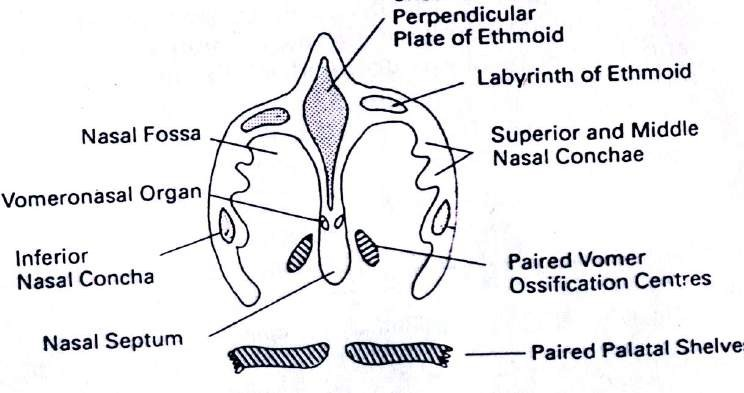 Perpendicular
Plate of Ethmoid
Labyrinth of Ethmoid
Nasal Fossa
Superior and Middle
Nasal Conchae
Vomeronasal Organ
Inferior
Nasal Concha
Paired Vomer
Ossification Centres
Nasal Septum
Paired Palatal Shelves